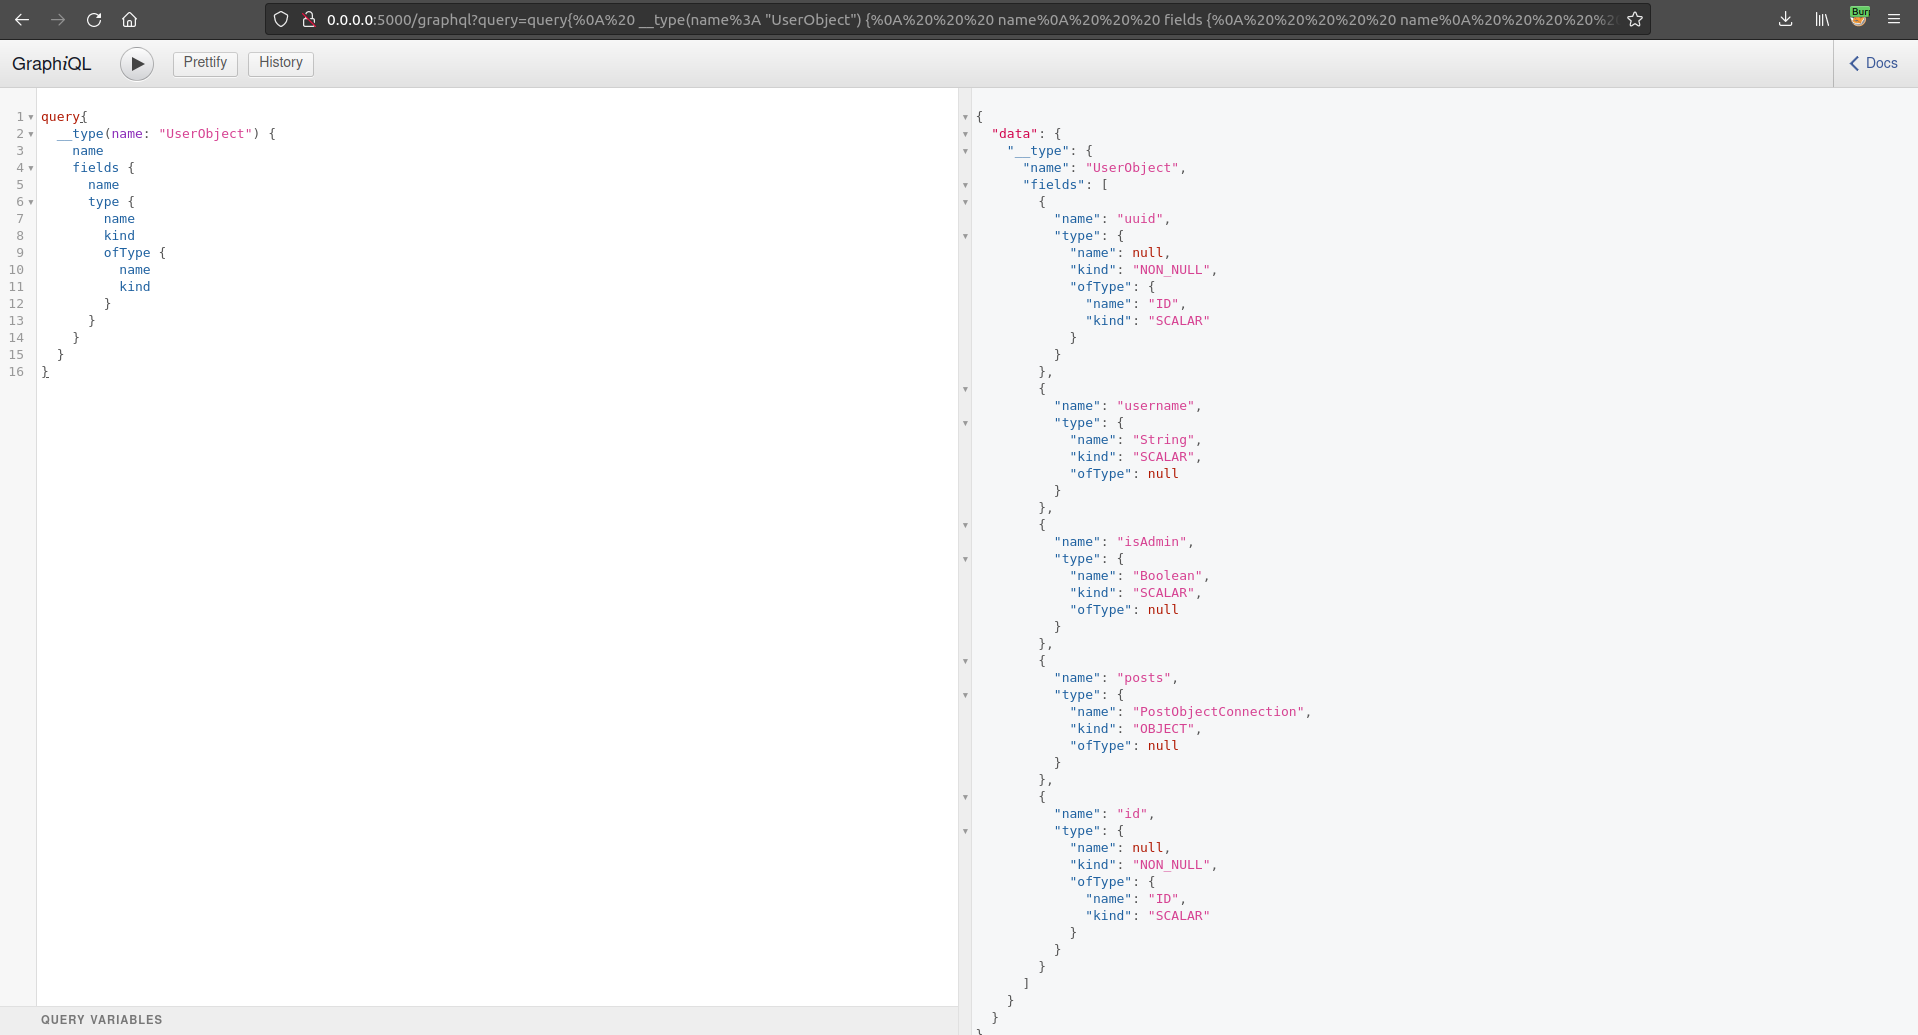 0.0.0.0:5000/graphql?query=query{%0A%20 __type(name%3A "UserObject") {%0A%20%20%20 name%0A%20%20%20 fields {%0A%20%20%20%20%20 name%0A%20%20%20%20%20
Bur
GraphiQL
Prettify
History
Docs
1 query{
2   __type(name: "UserObject") {
3     name
4     fields {
5       name
6       type {
7         name
8         kind
9         ofType {
10           name
11           kind
12         }
13       }
14     }
15   }
16 }
QUERY VARIABLES
{
  "data": {
    "__type": {
      "name": "UserObject",
      "fields": [
        {
          "name": "uuid",
          "type": {
            "name": null,
            "kind": "NON_NULL",
            "ofType": {
              "name": "ID",
              "kind": "SCALAR"
            }
          }
        },
        {
          "name": "username",
          "type": {
            "name": "String",
            "kind": "SCALAR",
            "ofType": null
          }
        },
        {
          "name": "isAdmin",
          "type": {
            "name": "Boolean",
            "kind": "SCALAR",
            "ofType": null
          }
        },
        {
          "name": "posts",
          "type": {
            "name": "PostObjectConnection",
            "kind": "OBJECT",
            "ofType": null
          }
        },
        {
          "name": "id",
          "type": {
            "name": null,
            "kind": "NON_NULL",
            "ofType": {
              "name": "ID",
              "kind": "SCALAR"
            }
          }
        }
      ]
    }
  }
}